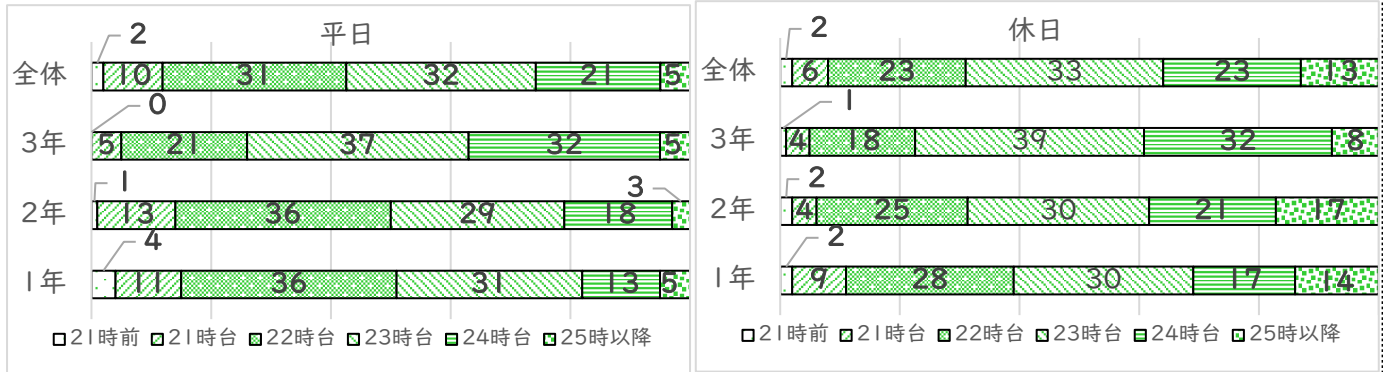 平日
2
全体 10 31 32 21 5
0
3年 5 21 37 32 5
1 3
2年 13 36 29 18
4
1年 11 36 31 13 5
21時前 21時台 22時台 23時台 24時台 25時以降
休日
2
全体 6 23 33 23 13
1
3年 4 18 39 32 8
2
2年 4 25 30 21 17
2
1年 9 28 30 17 14
21時前 21時台 22時台 23時台 24時台 25時以降